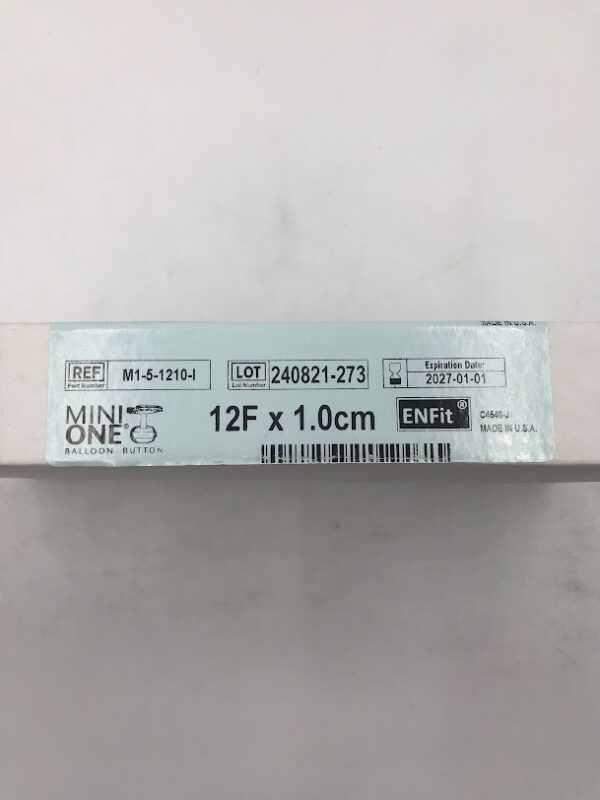 MADE IN U.S.A.
REF
Part Number
M1-5-1210-I
LOT
Lot Number
240821-273
Expiration Date:
2027-01-01
MINI
ONE®
BALLOON BUTTON
12F x 1.0cm
ENFit®
C4546-J
MADE IN U.S.A.